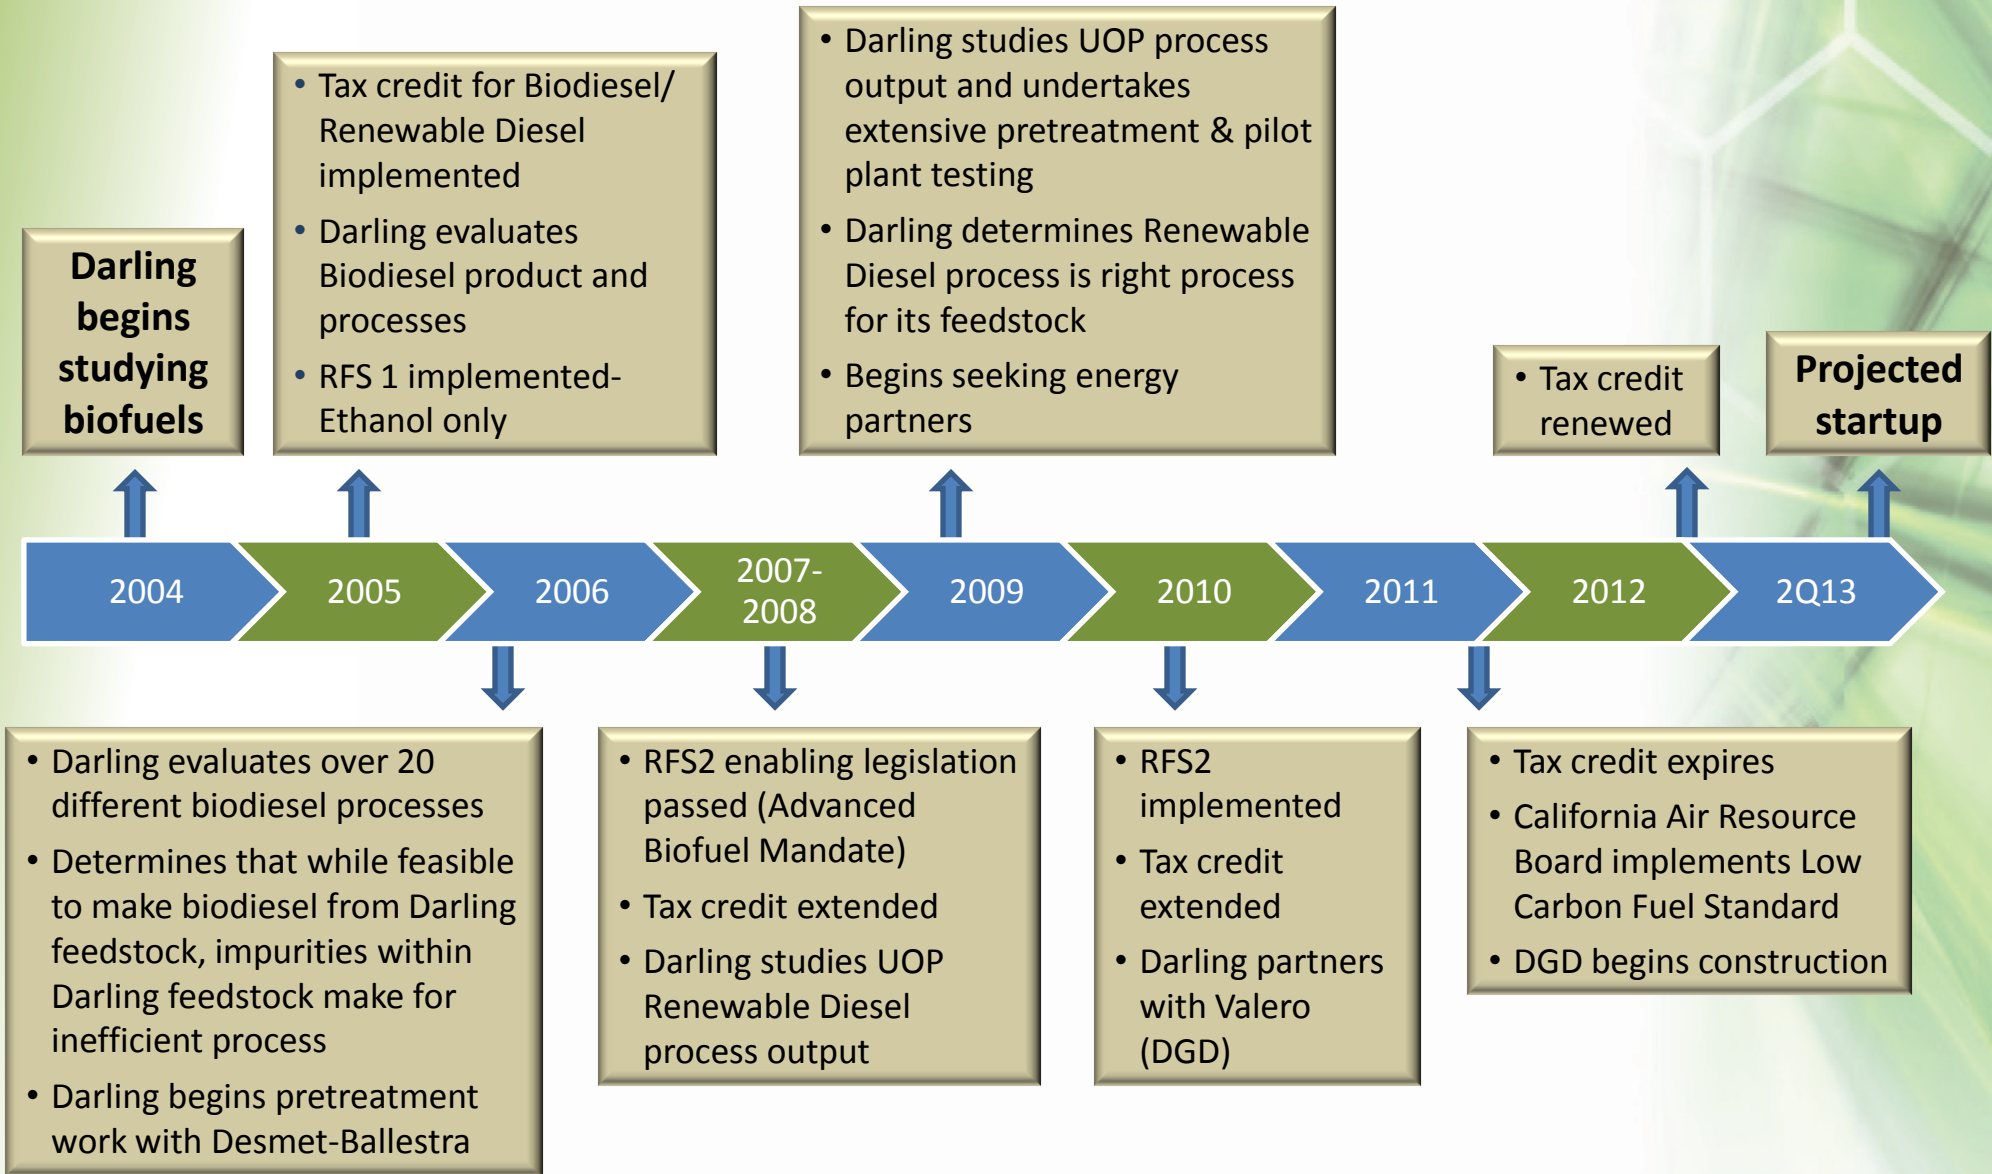 Darling
begins
studying
biofuels
• Tax credit for Biodiesel/
Renewable Diesel
implemented
• Darling evaluates
Biodiesel product and
processes
• RFS 1 implemented-
Ethanol only
• Darling studies UOP process
output and undertakes
extensive pretreatment & pilot
plant testing
• Darling determines Renewable
Diesel process is right process
for its feedstock
• Begins seeking energy
partners
• Tax credit
renewed
Projected
startup
2004
2005
2006
2007-
2008
2009
2010
2011
2012
2Q13
• Darling evaluates over 20
different biodiesel processes
• Determines that while feasible
to make biodiesel from Darling
feedstock, impurities within
Darling feedstock make for
inefficient process
• Darling begins pretreatment
work with Desmet-Ballestra
• RFS2 enabling legislation
passed (Advanced
Biofuel Mandate)
• Tax credit extended
• Darling studies UOP
Renewable Diesel
process output
• RFS2
implemented
• Tax credit
extended
• Darling partners
with Valero
(DGD)
• Tax credit expires
• California Air Resource
Board implements Low
Carbon Fuel Standard
• DGD begins construction